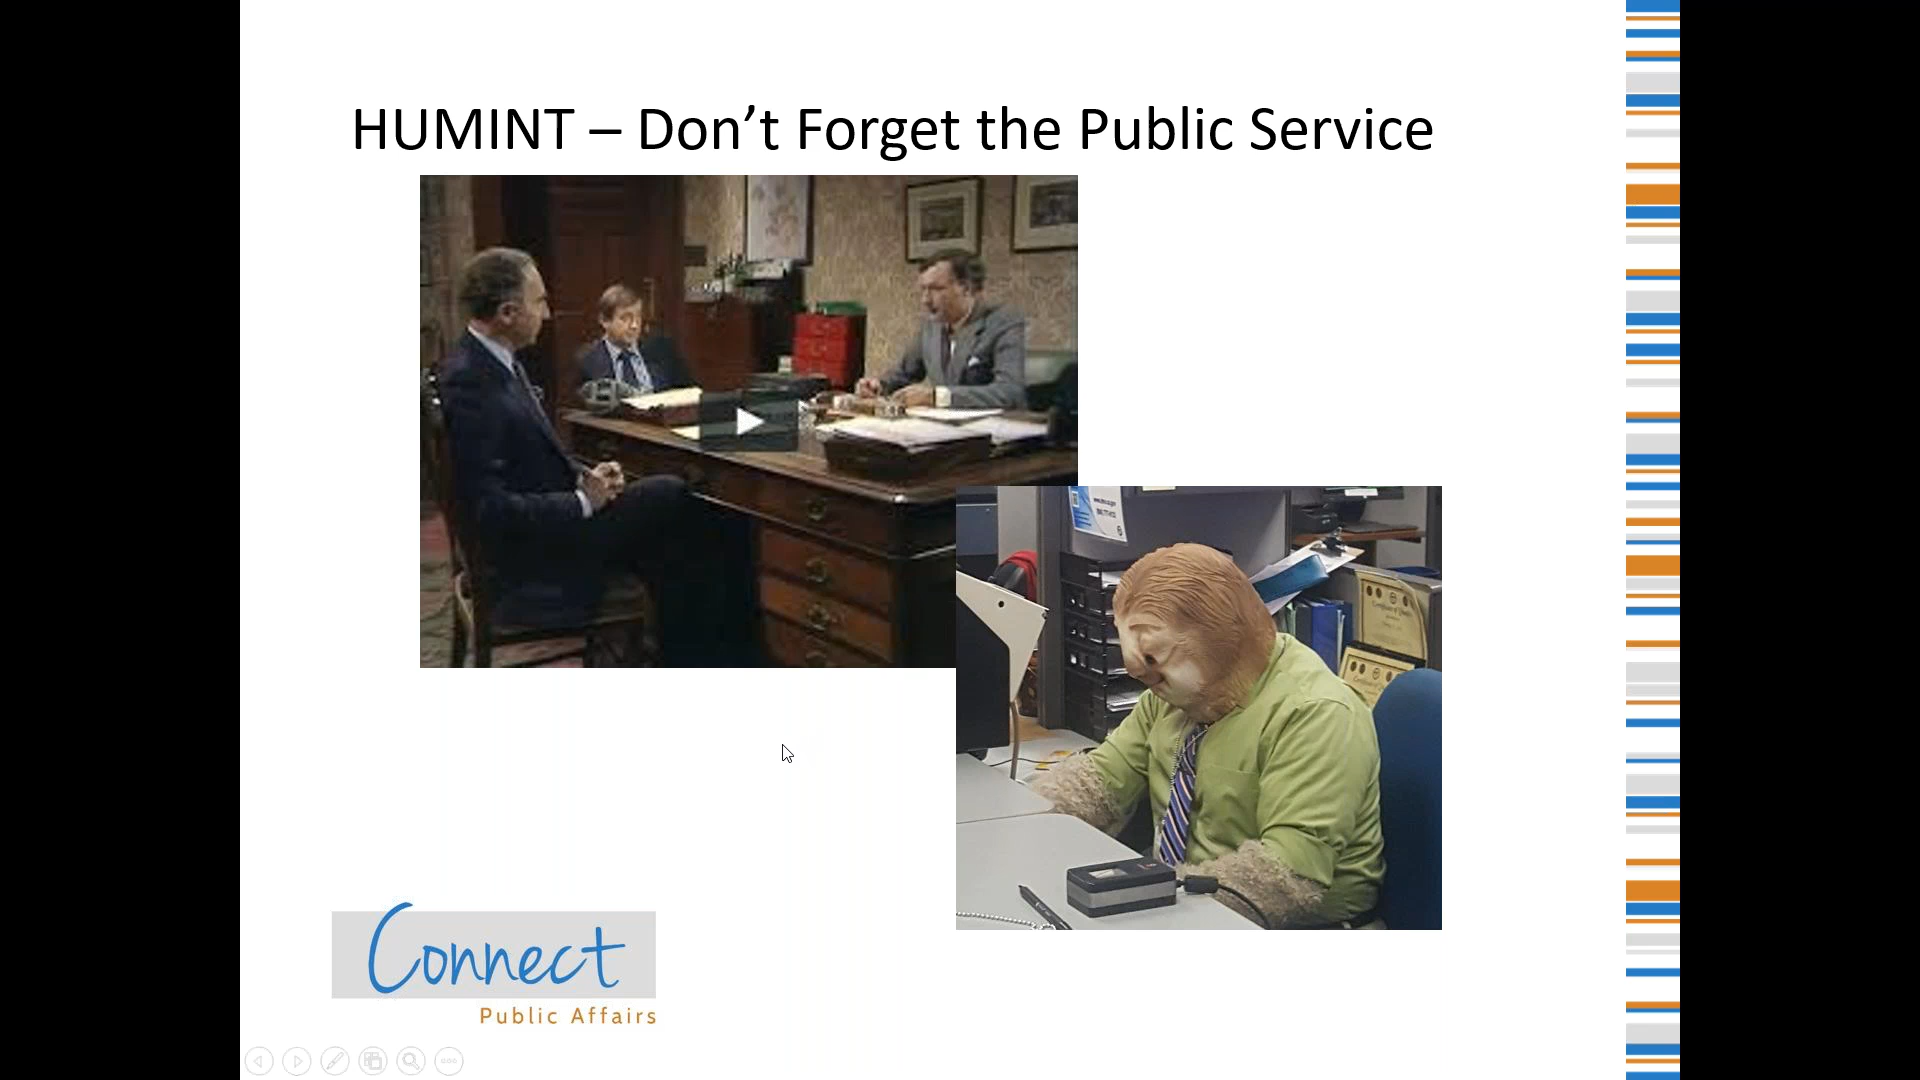 HUMINT – Don’t Forget the Public Service
Connect
Public Affairs